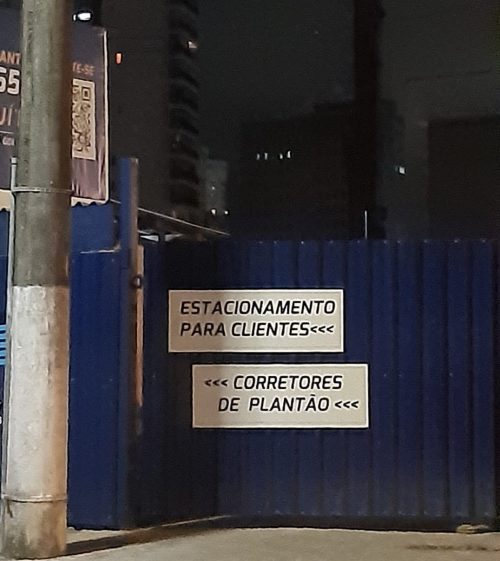 ESTACIONAMENTO
PARA CLIENTES<<<
<<< CORRETORES
DE PLANTÃO <<<